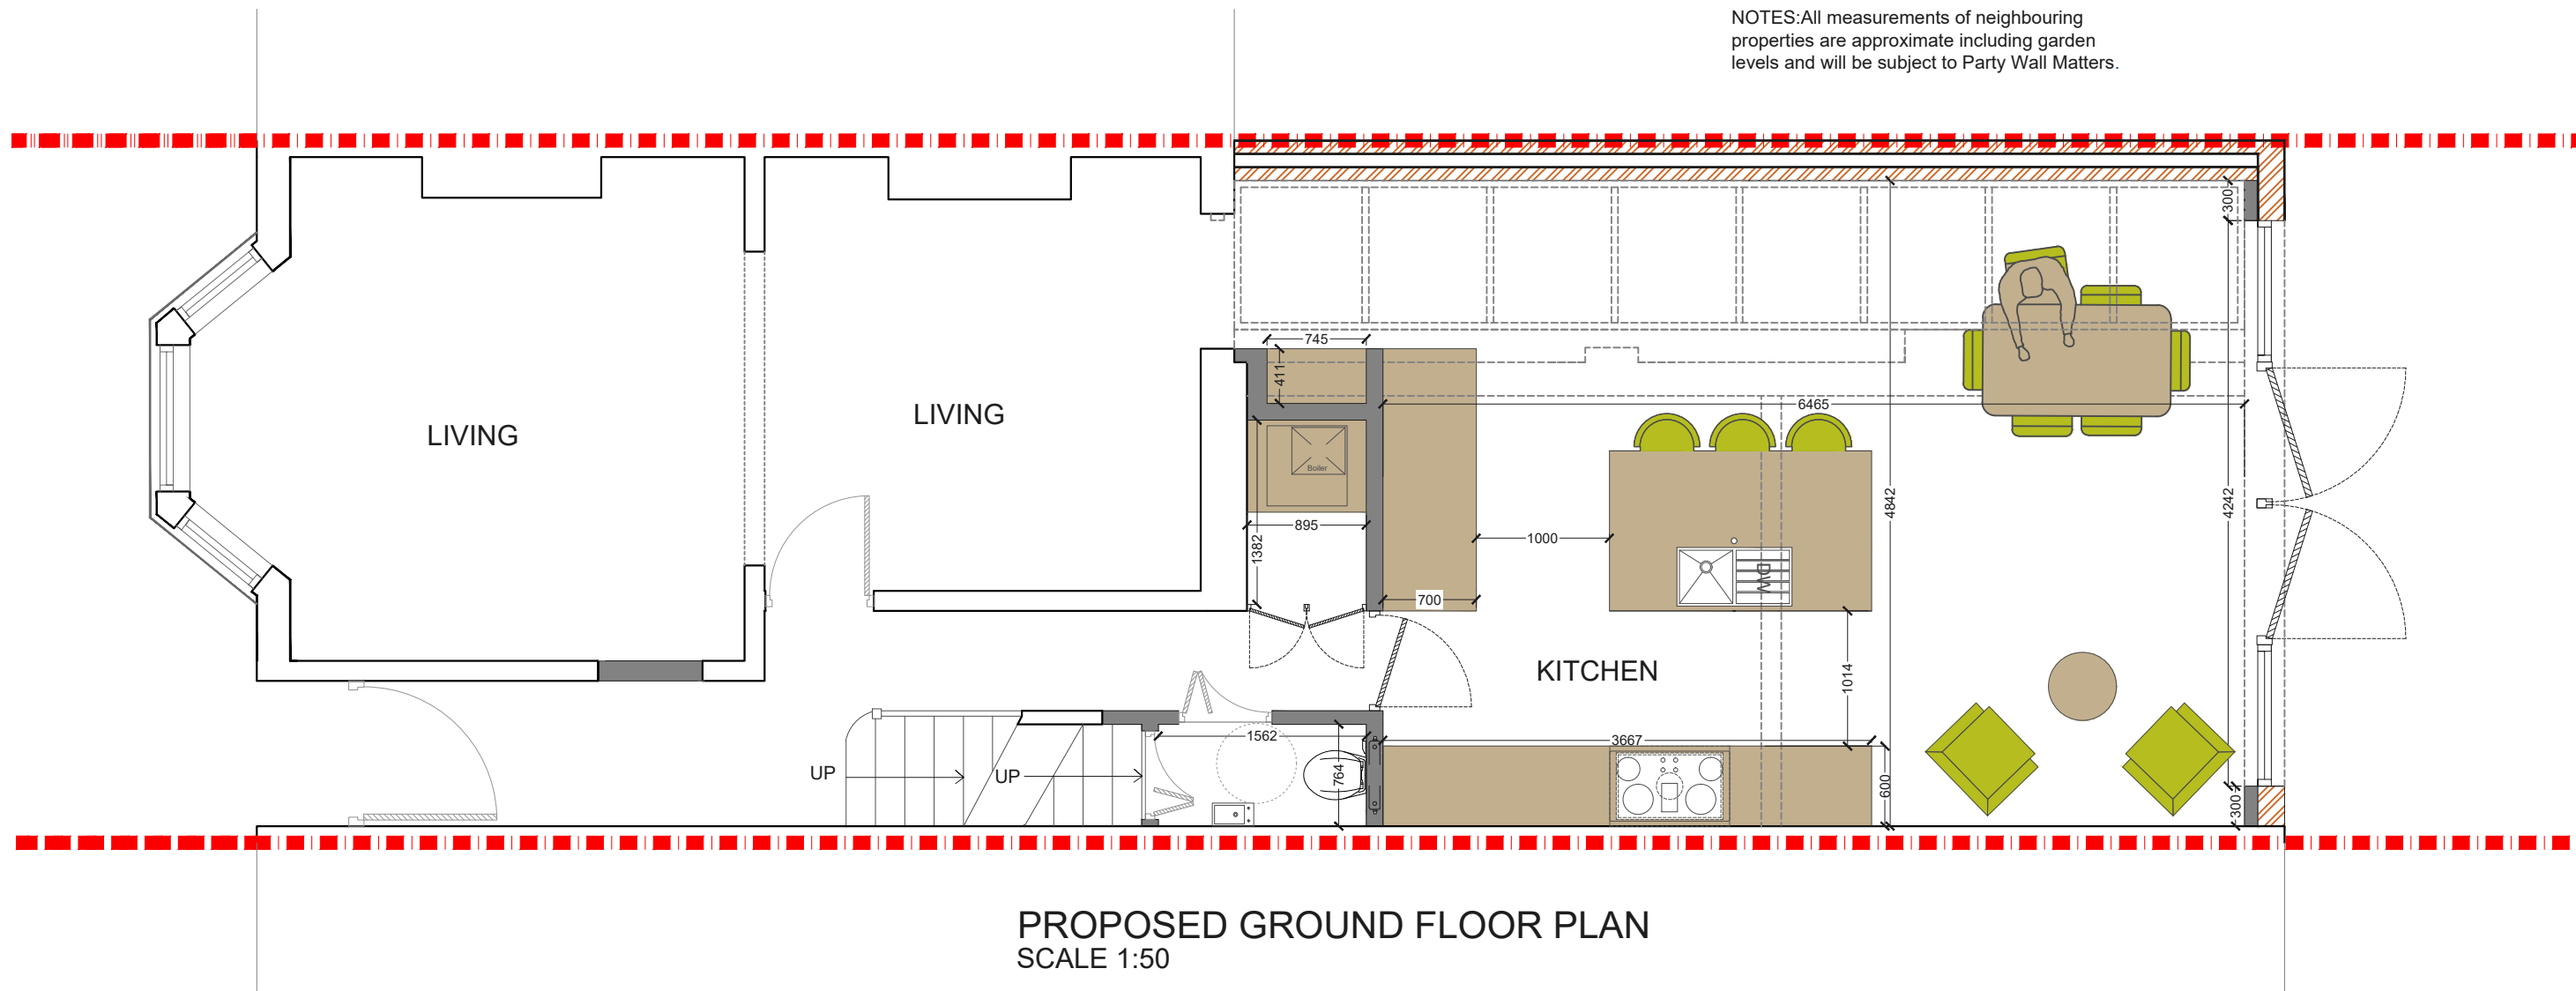 NOTES:All measurements of neighbouring
properties are approximate including garden
levels and will be subject to Party Wall Matters.
300
745
411
6465
LIVING
LIVING
Boiler
4842
4242
895
1000
1382
DW
700
KITCHEN
1014
1562
3667
UP
UP
764
600
300
PROPOSED GROUND FLOOR PLAN
SCALE 1:50